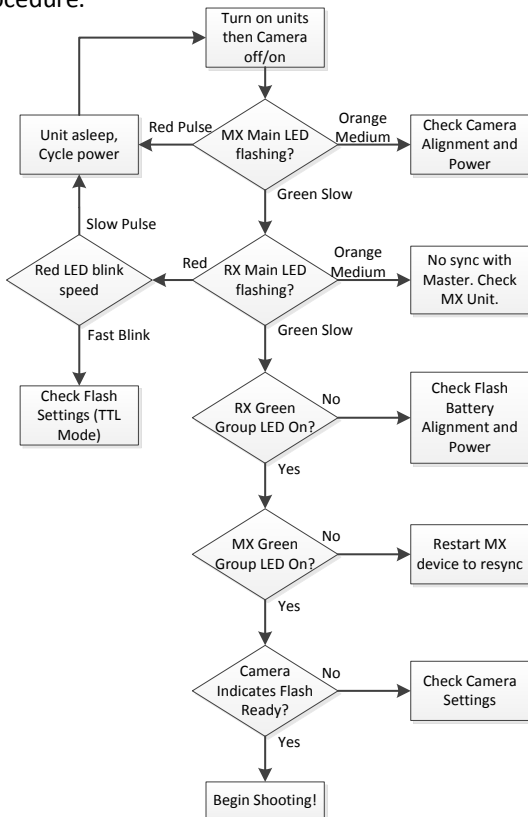 ocedure.
Turn on units
then Camera
off/on
Red Pulse
Orange
Medium
Unit asleep,
Cycle power
MX Main LED
flashing?
Check Camera
Alignment and
Power
Green Slow
Slow Pulse
Red LED blink
speed
Red
RX Main LED
flashing?
Orange
Medium
No sync with
Master. Check
MX Unit.
Fast Blink
Green Slow
Check Flash
Settings (TTL
Mode)
RX Green
Group LED On?
No
Check Flash
Battery
Alignment and
Power
Yes
MX Green
Group LED On?
No
Restart MX
device to resync
Yes
Camera
Indicates Flash
Ready?
No
Check Camera
Settings
Yes
Begin Shooting!